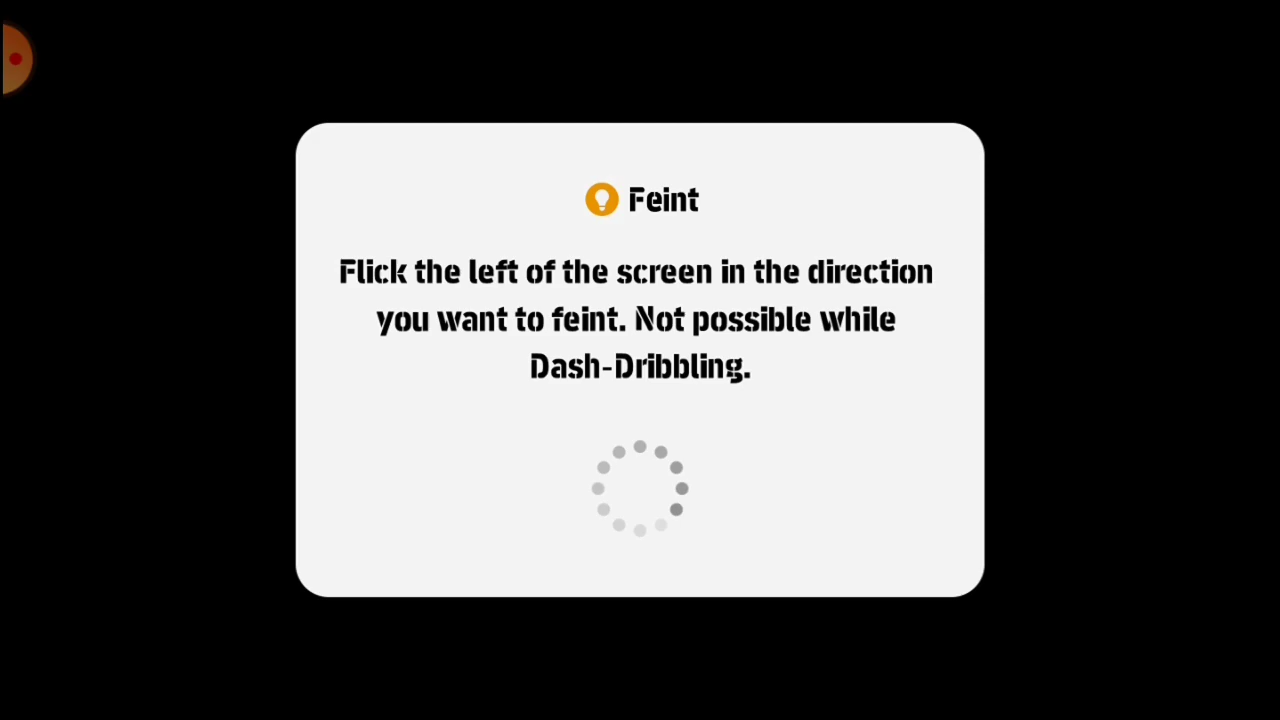 Feint
Flick the left of the screen in the direction
you want to feint. Not possible while
Dash-Dribbling.